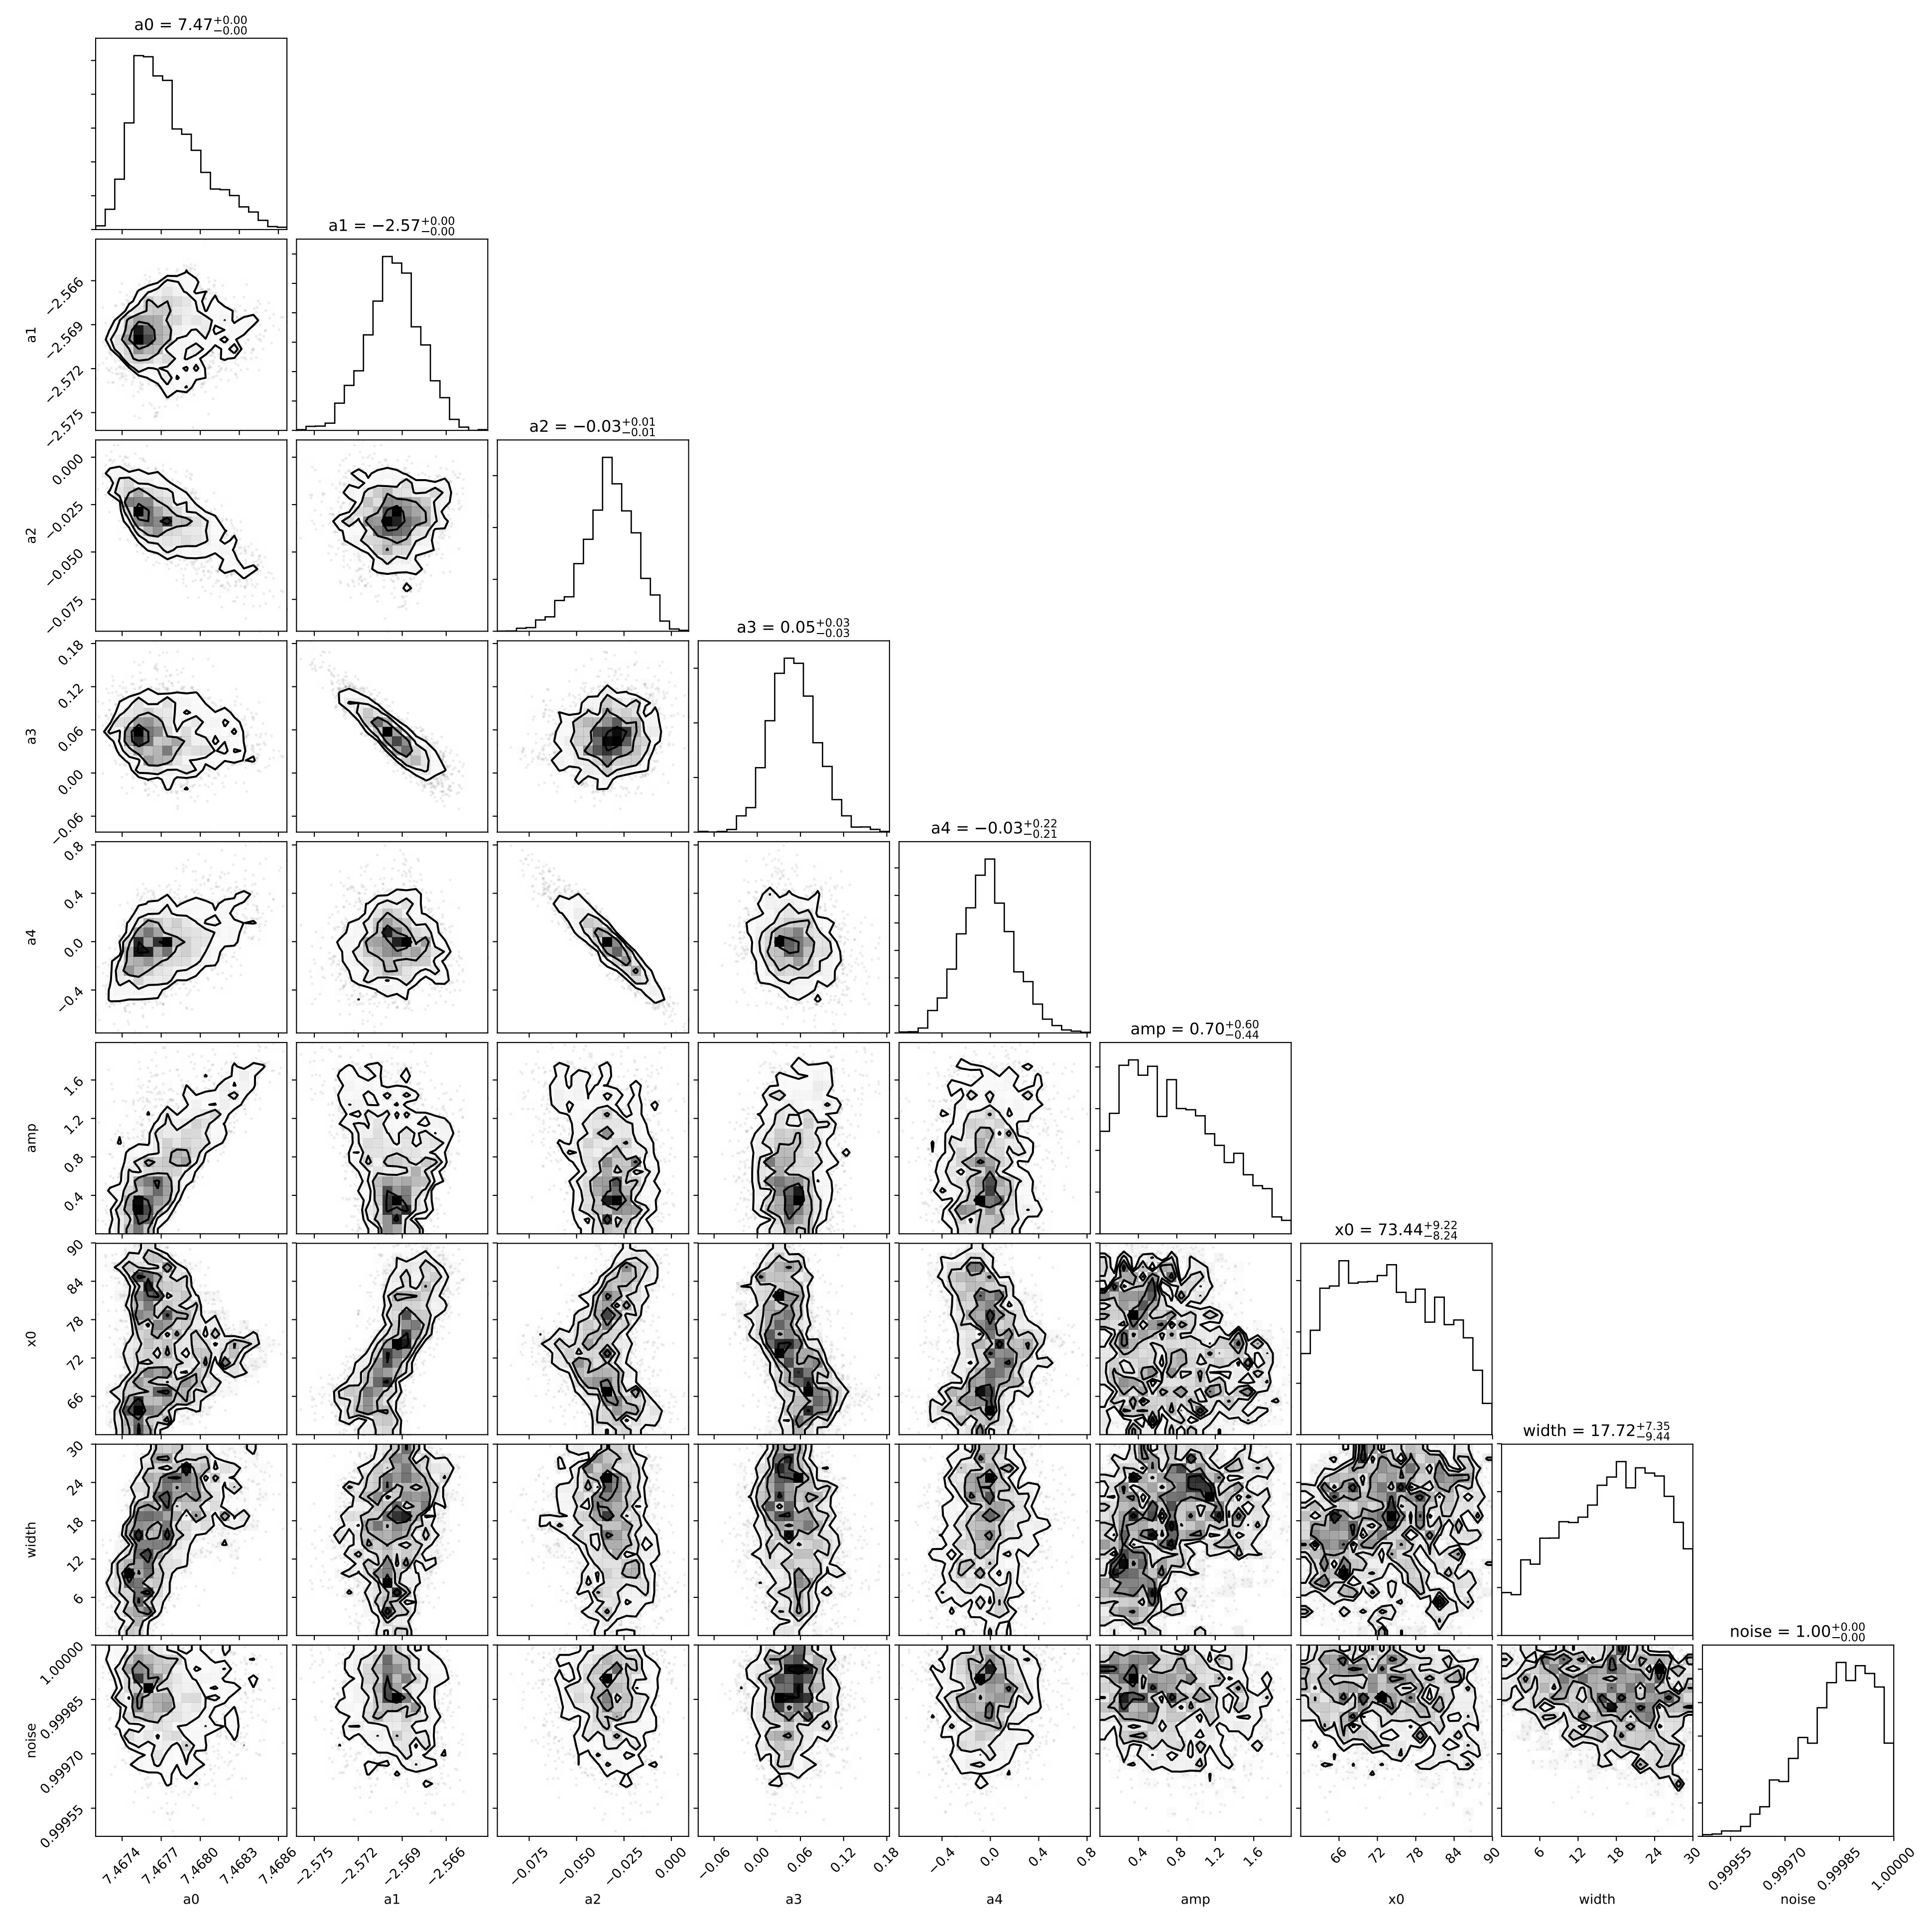 a0 = 7.47 +0.00 −0.00
a1 = −2.57 +0.00 −0.00
−2.566
−2.569
−2.572
−2.575
a1
a2 = −0.03 +0.01 −0.01
0.000
−0.025
−0.050
−0.075
a2
a3 = 0.05 +0.03 −0.03
0.18
0.12
0.06
0.00
−0.06
a3
a4 = −0.03 +0.22 −0.21
0.8
0.4
0.0
−0.4
a4
amp = 0.70 +0.60 −0.44
1.6
1.2
0.8
0.4
amp
x0 = 73.44 +9.22 −8.24
90
84
78
72
66
x0
width = 17.72 +7.35 −9.44
30
24
18
12
6
width
noise = 1.00 +0.00 −0.00
1.00000
0.99985
0.99970
0.99955
noise
7.4674 7.4677 7.4680 7.4683 7.4686 −2.575 −2.572 −2.569 −2.566 −0.075 −0.050 −0.025 0.000 −0.06 0.00 0.06 0.12 0.18 −0.4 0.0 0.4 0.8 0.4 0.8 1.2 1.6 66 72 78 84 90 6 12 18 24 30 0.99955 0.99970 0.99985 1.00000
a0 a1 a2 a3 a4 amp x0 width noise